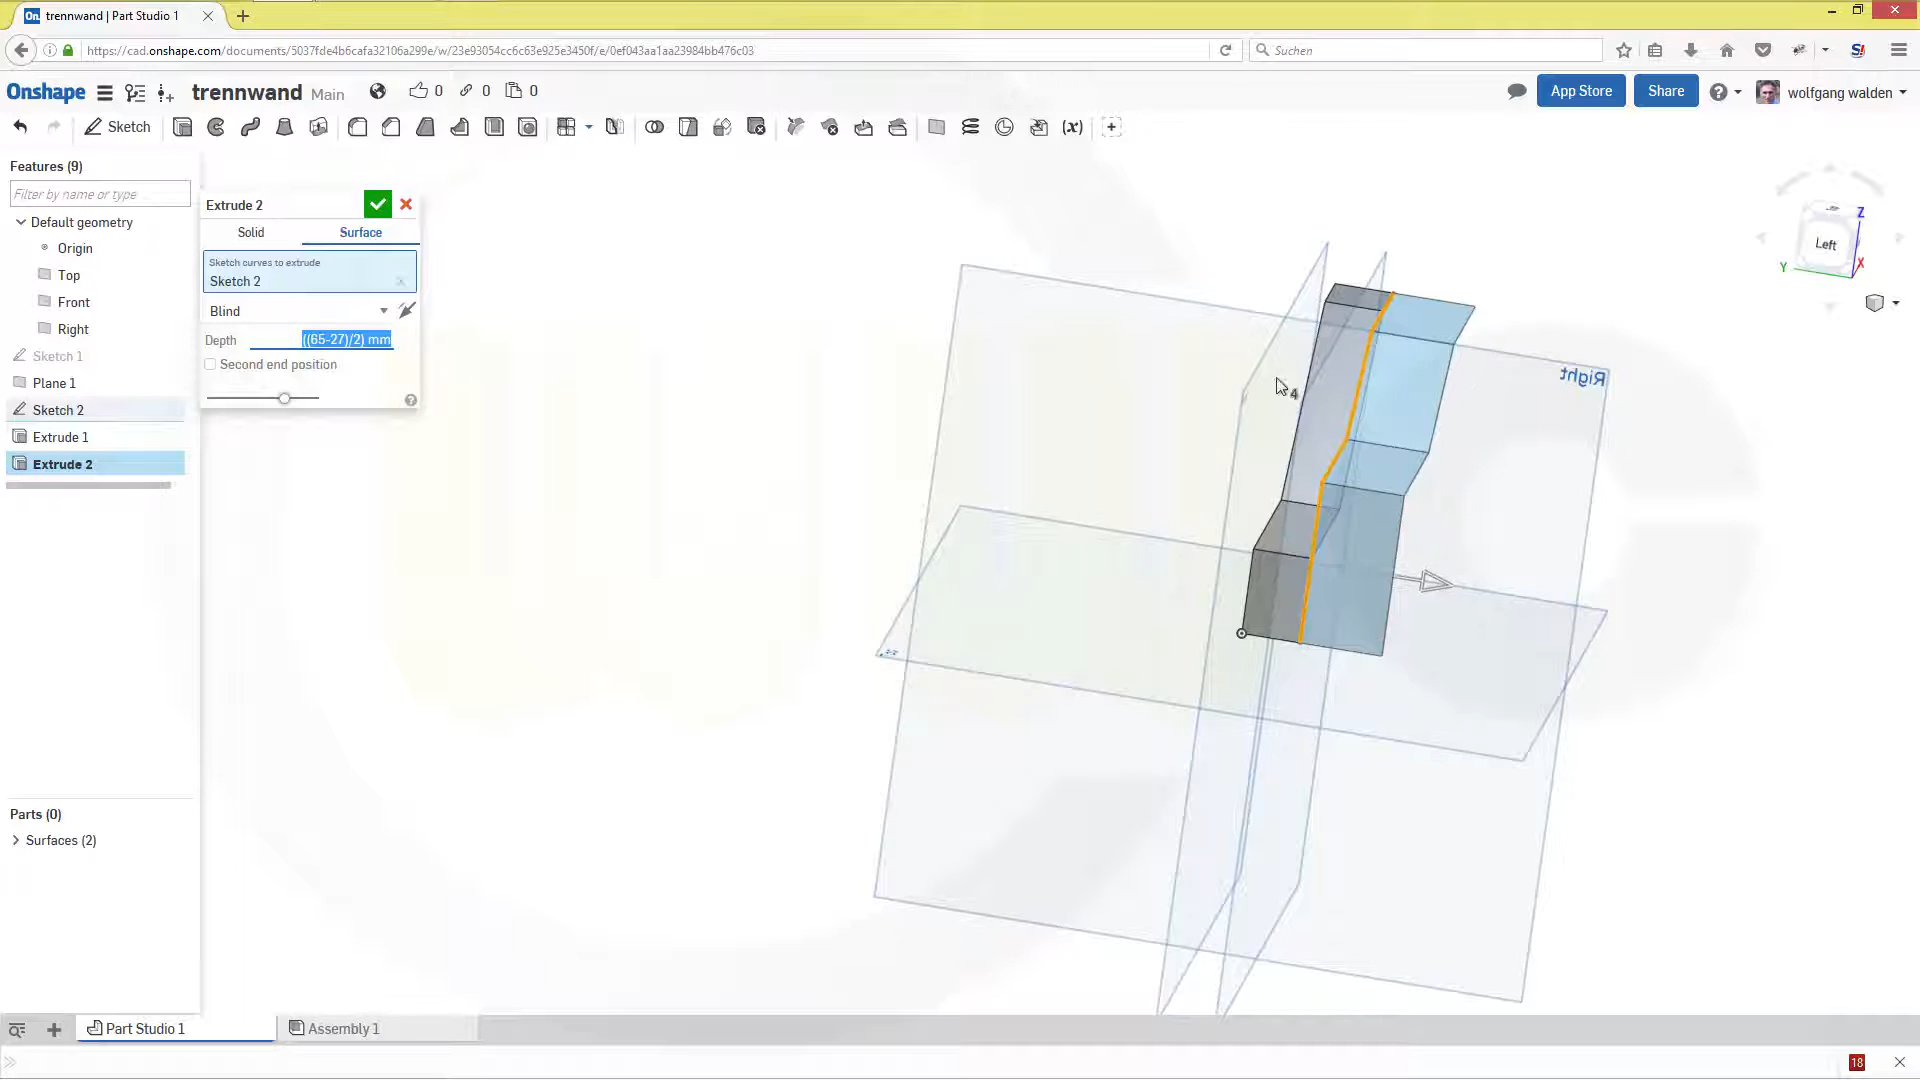 trennwand | Part Studio 1
https://cad.onshape.com/documents/5037fde4b6cafa32106a299e/w/23e93054cc6c63e925e3450f/e/0ef043aa1aa23984bb476c03
Suchen
Onshape
trennwand Main
0 0 0
App Store
Share
wolfgang walden
Sketch
(x)
Features (9)
Filter by name or type
Default geometry
Origin
Top
Front
Right
Sketch 1
Plane 1
Sketch 2
Extrude 1
Extrude 2
Extrude 2
Solid Surface
Sketch curves to extrude
Sketch 2
Blind
Depth ((65-27)/2) mm
Second end position
Right
4
Z
Left
Y
X
Parts (0)
Surfaces (2)
Part Studio 1
Assembly 1
18